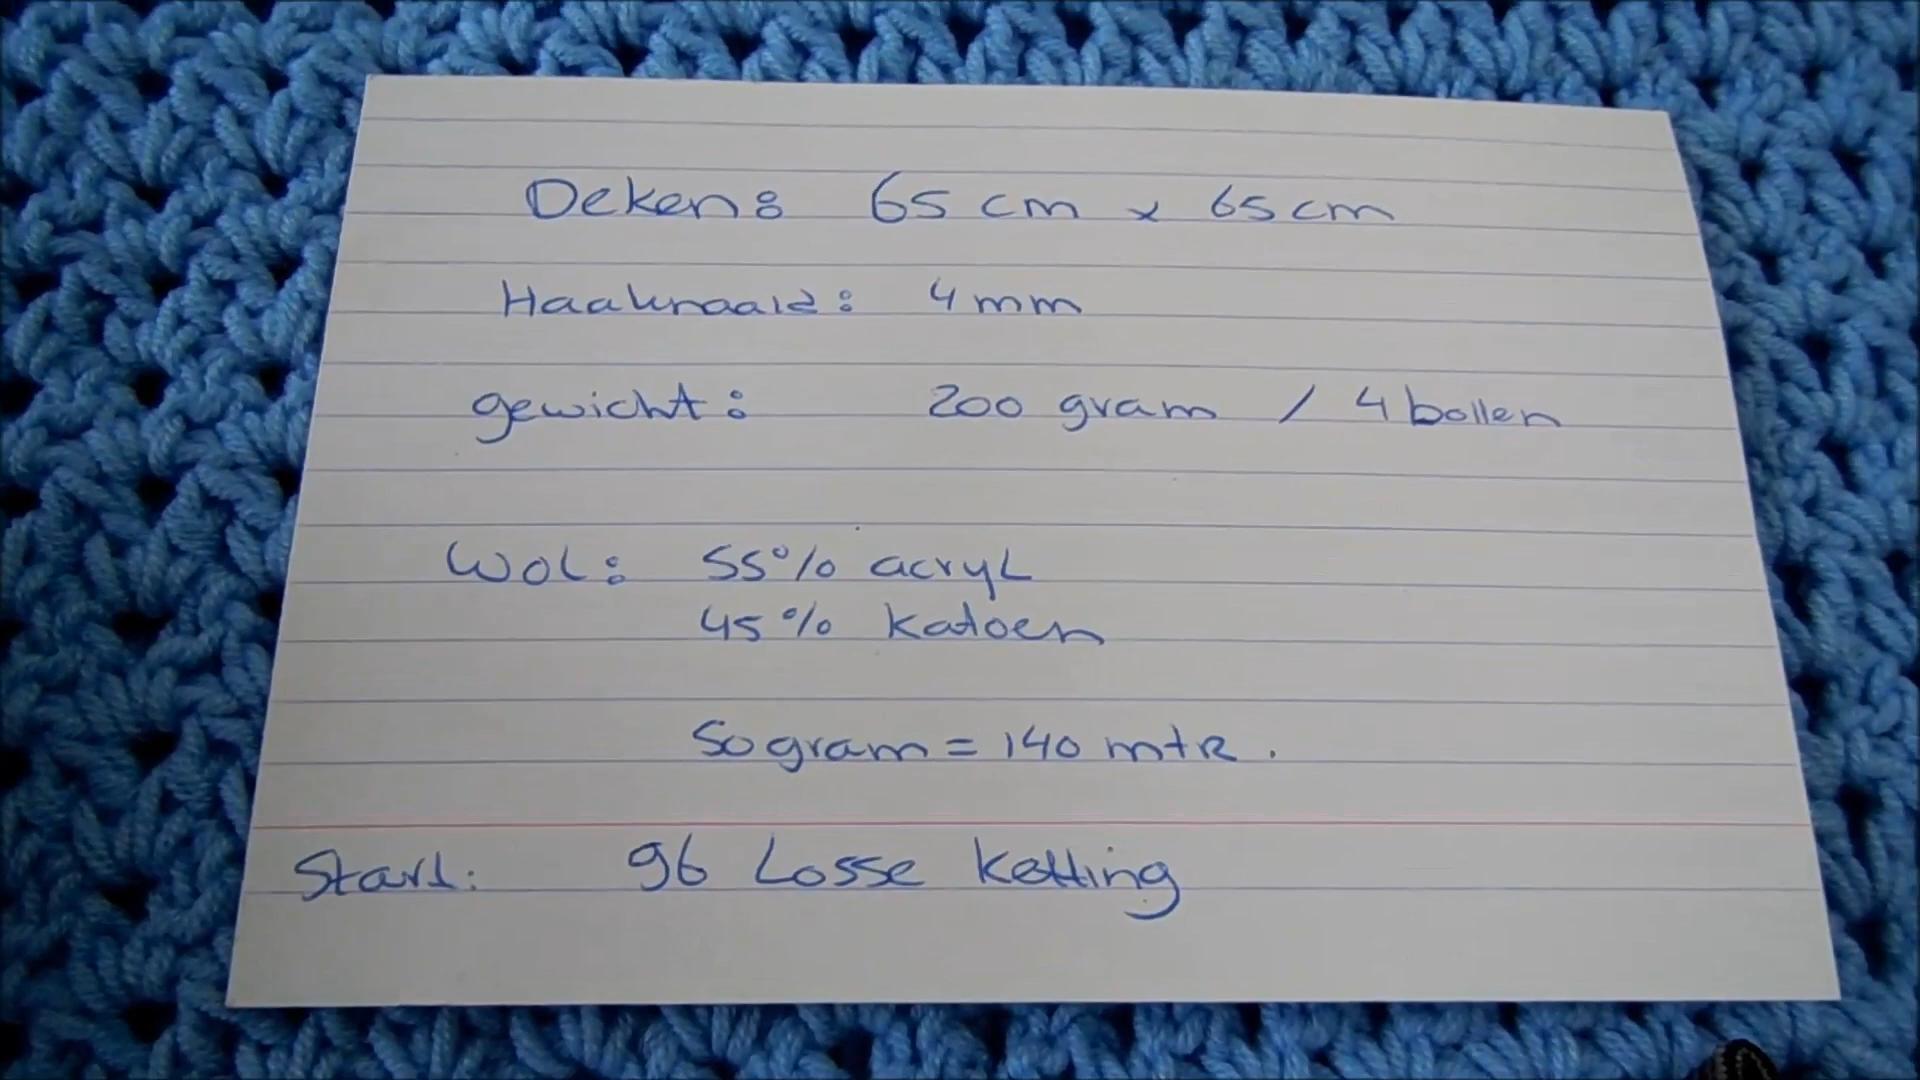 Deken: 65 cm x 65 cm
Haaknaald: 4 mm
gewicht: 200 gram / 4 bollen
Wol: 55% acryl
45% katoen
50 gram = 140 mtr.
Start: 96 Losse Ketting